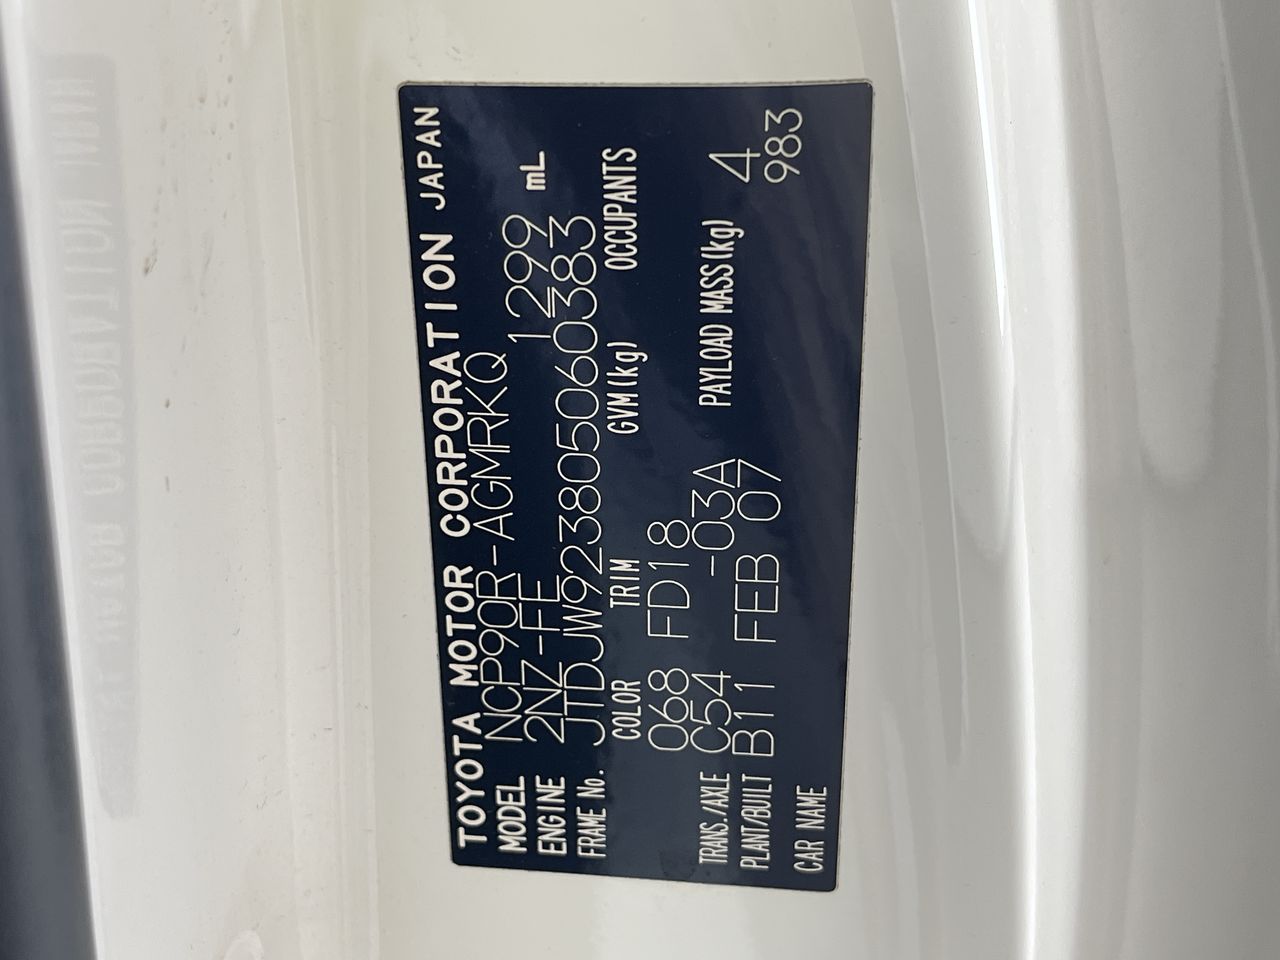 TOYOTA MOTOR CORPORATION JAPAN
MODEL NCP90R-AGMRKQ
ENGINE 2NZ-FE 1299 mL
FRAME No. JTDJW923805060383
COLOR TRIM GVM(kg) OCCUPANTS
068 FD18
TRANS./AXLE C54 -03A PAYLOAD MASS(kg) 4
PLANT/BUILT B11 FEB 07 983
CAR NAME